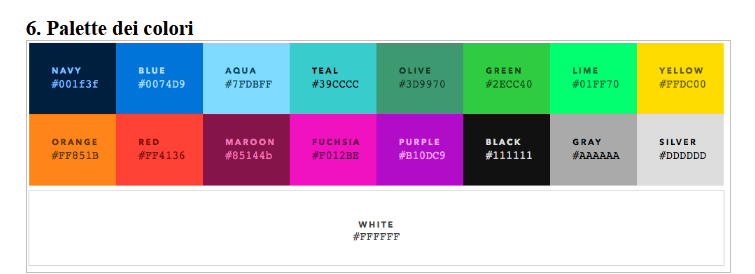 6. Palette dei colori
NAVY BLUE AQUA TEAL OLIVE GREEN LIME YELLOW
#001f3f #0074D9 #7FDBFF #39CCCC #3D9970 #2ECC40 #01FF70 #FFDC00
ORANGE RED MAROON FUCHSIA PURPLE BLACK GRAY SILVER
#FF851B #FF4136 #85144b #F012BE #B10DC9 #111111 #AAAAAA #DDDDDD
WHITE
#FFFFFF